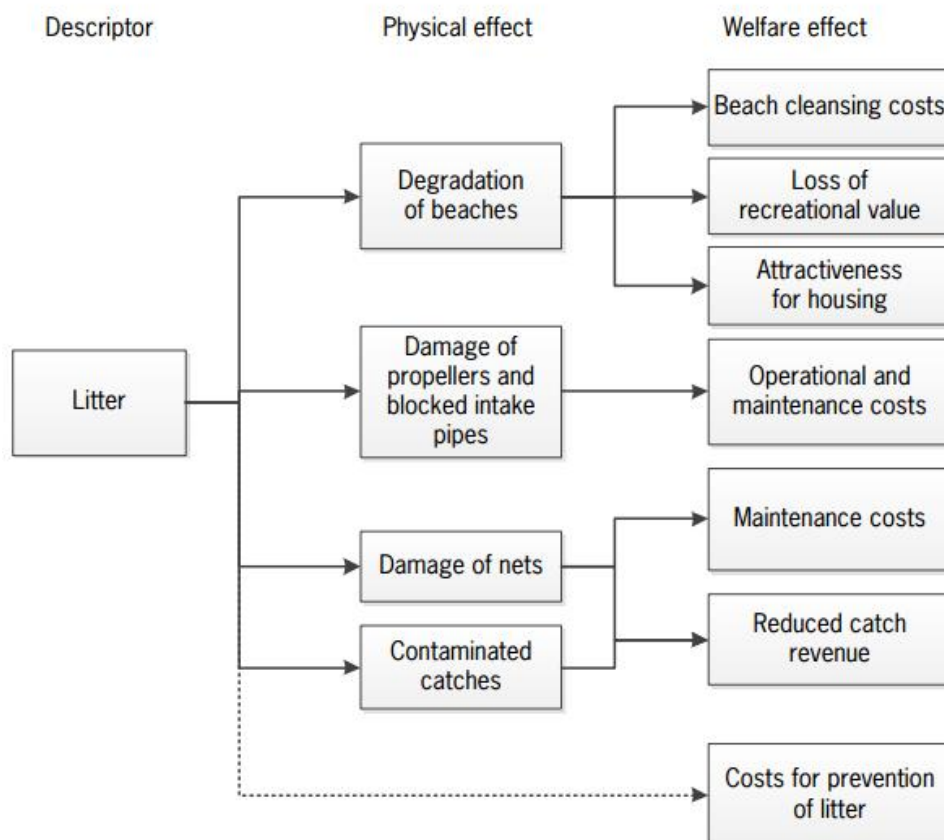 Descriptor
Physical effect
Welfare effect
Litter
Degradation
of beaches
Damage of
propellers and
blocked intake
pipes
Damage of nets
Contaminated
catches
Beach cleansing costs
Loss of
recreational value
Attractiveness
for housing
Operational and
maintenance costs
Maintenance costs
Reduced catch
revenue
Costs for prevention
of litter